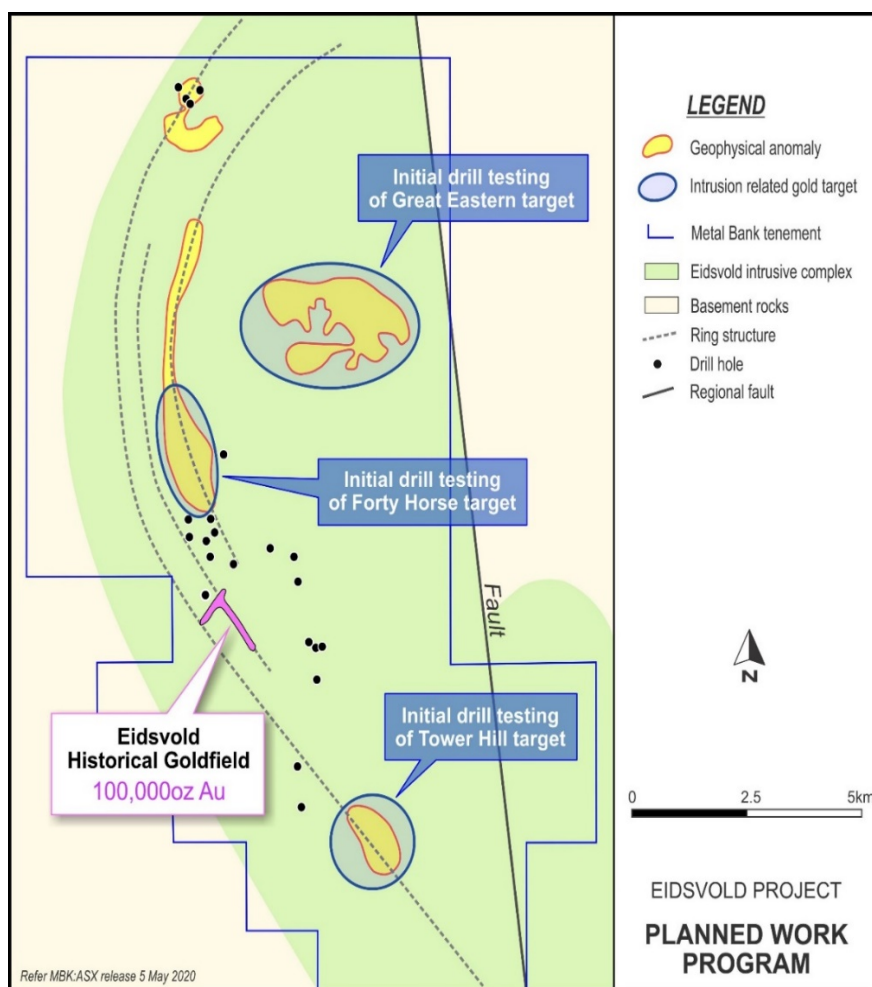 Initial drill testing
of Great Eastern target
Initial drill testing
of Forty Horse target
Fault
Eidsvold
Historical Goldfield
100,000oz Au
Initial drill testing
of Tower Hill target
Refer MBK:ASX release 5 May 2020
LEGEND
Geophysical anomaly
Intrusion related gold target
Metal Bank tenement
Eidsvold intrusive complex
Basement rocks
Ring structure
Drill hole
Regional fault
N
0 2.5 5km
EIDSVOLD PROJECT
PLANNED WORK
PROGRAM